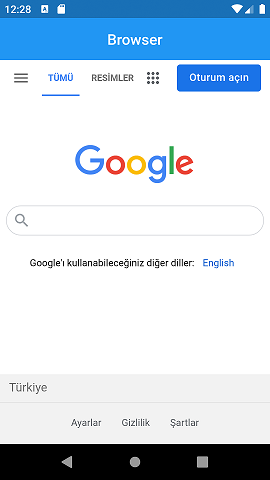 12:28
Browser
TÜMÜ RESİMLER Oturum açın
Google
Google'ı kullanabileceğiniz diğer diller: English
Türkiye
Ayarlar Gizlilik Şartlar